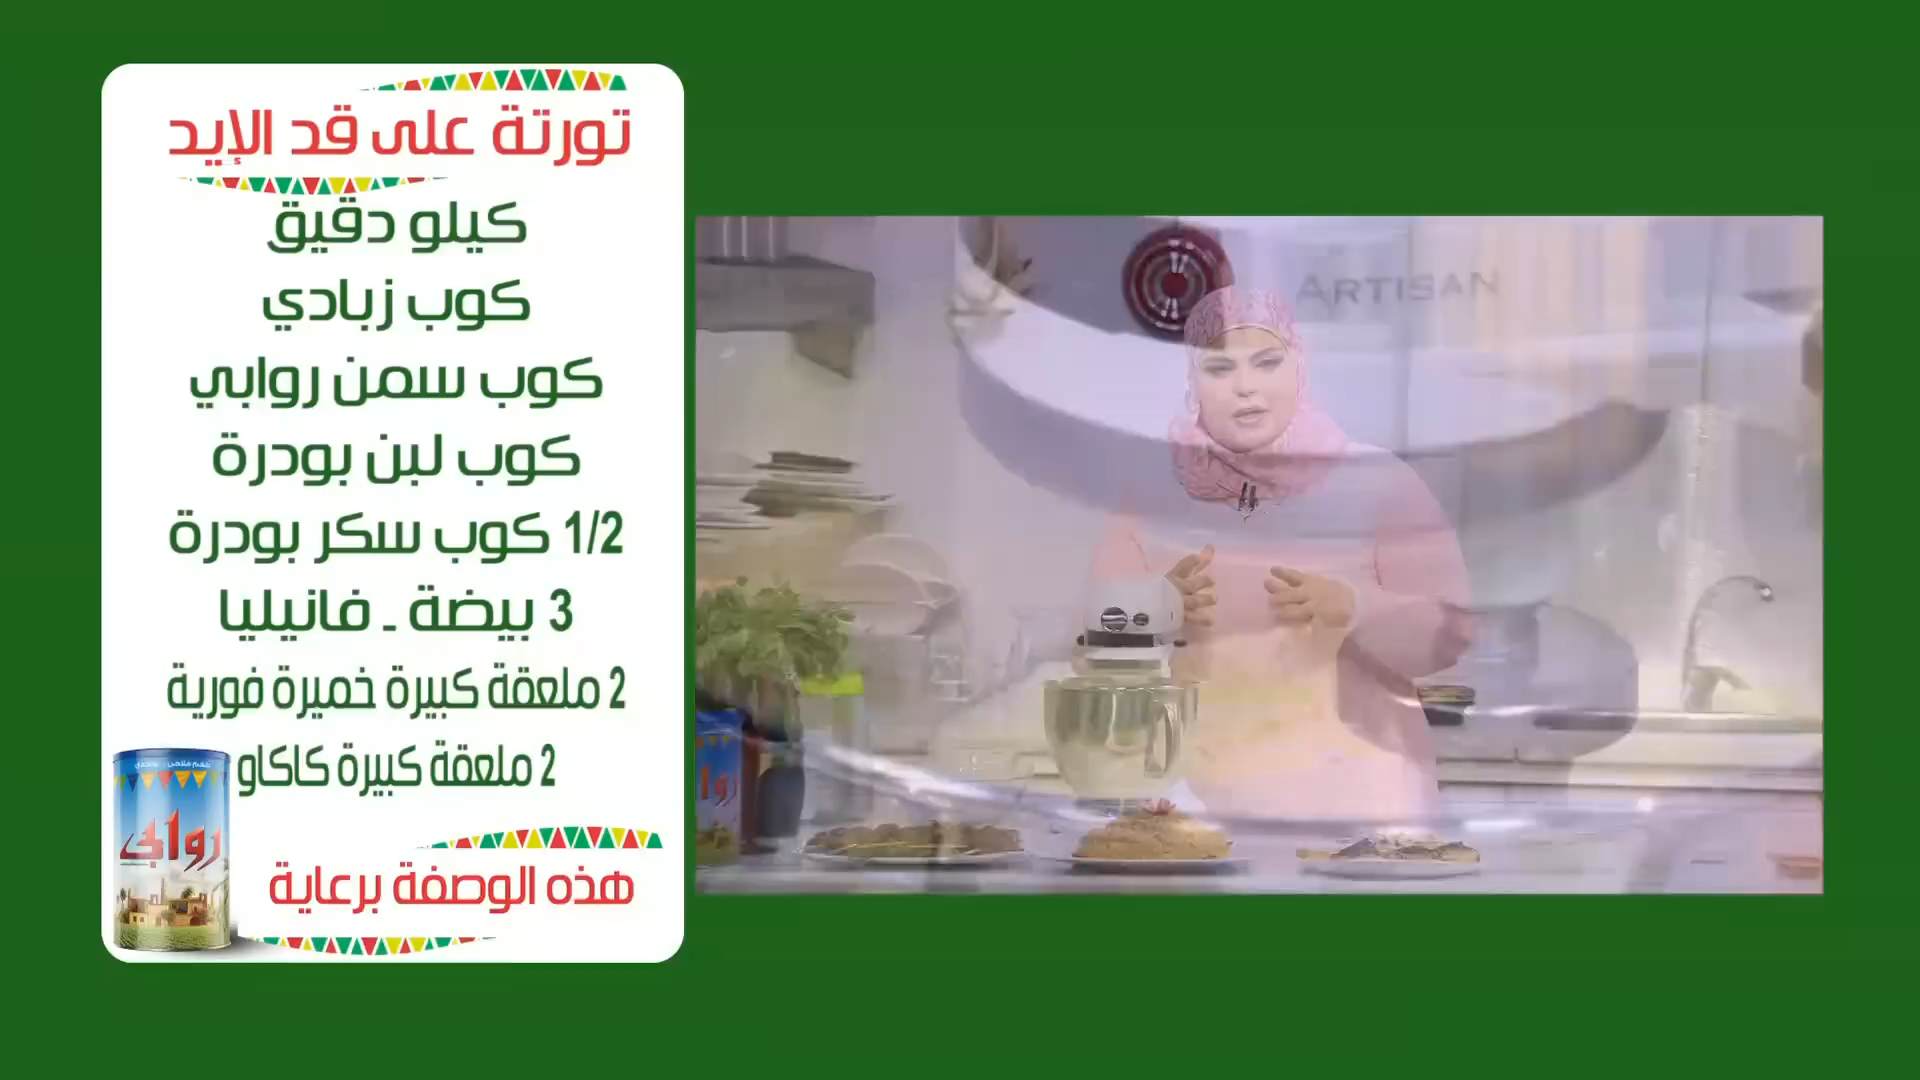 تورتة على قد الإيد
كيلو دقيق
كوب زبادي
كوب سمن روابي
كوب لبن بودرة
1/2 كوب سكر بودرة
3 بيضة - فانيليا
2 ملعقة كبيرة خميرة فورية
2 ملعقة كبيرة كاكاو
روابي
هذه الوصفة برعاية
ARTISAN